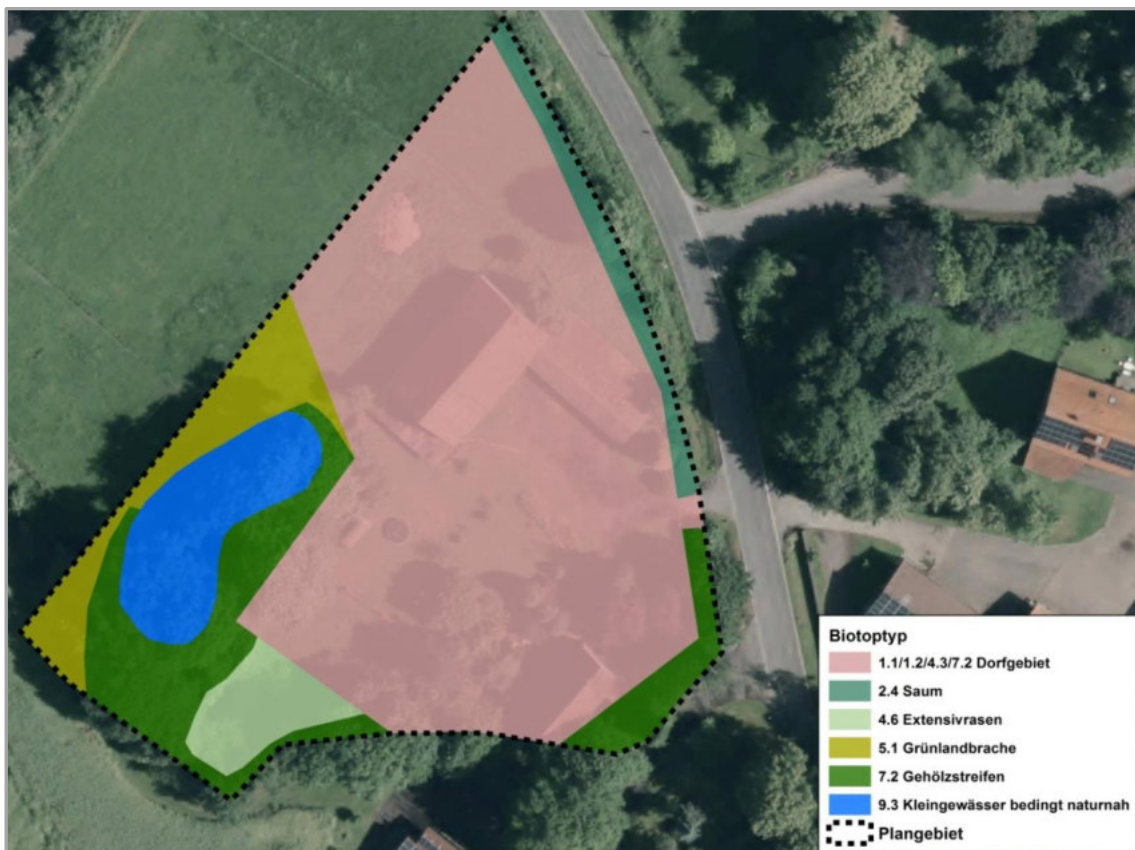 Biotoptyp
1.1/1.2/4.3/7.2 Dorfgebiet
2.4 Saum
4.6 Extensivrasen
5.1 Grünlandbrache
7.2 Gehölzstreifen
9.3 Kleingewässer bedingt naturnah
Plangebiet